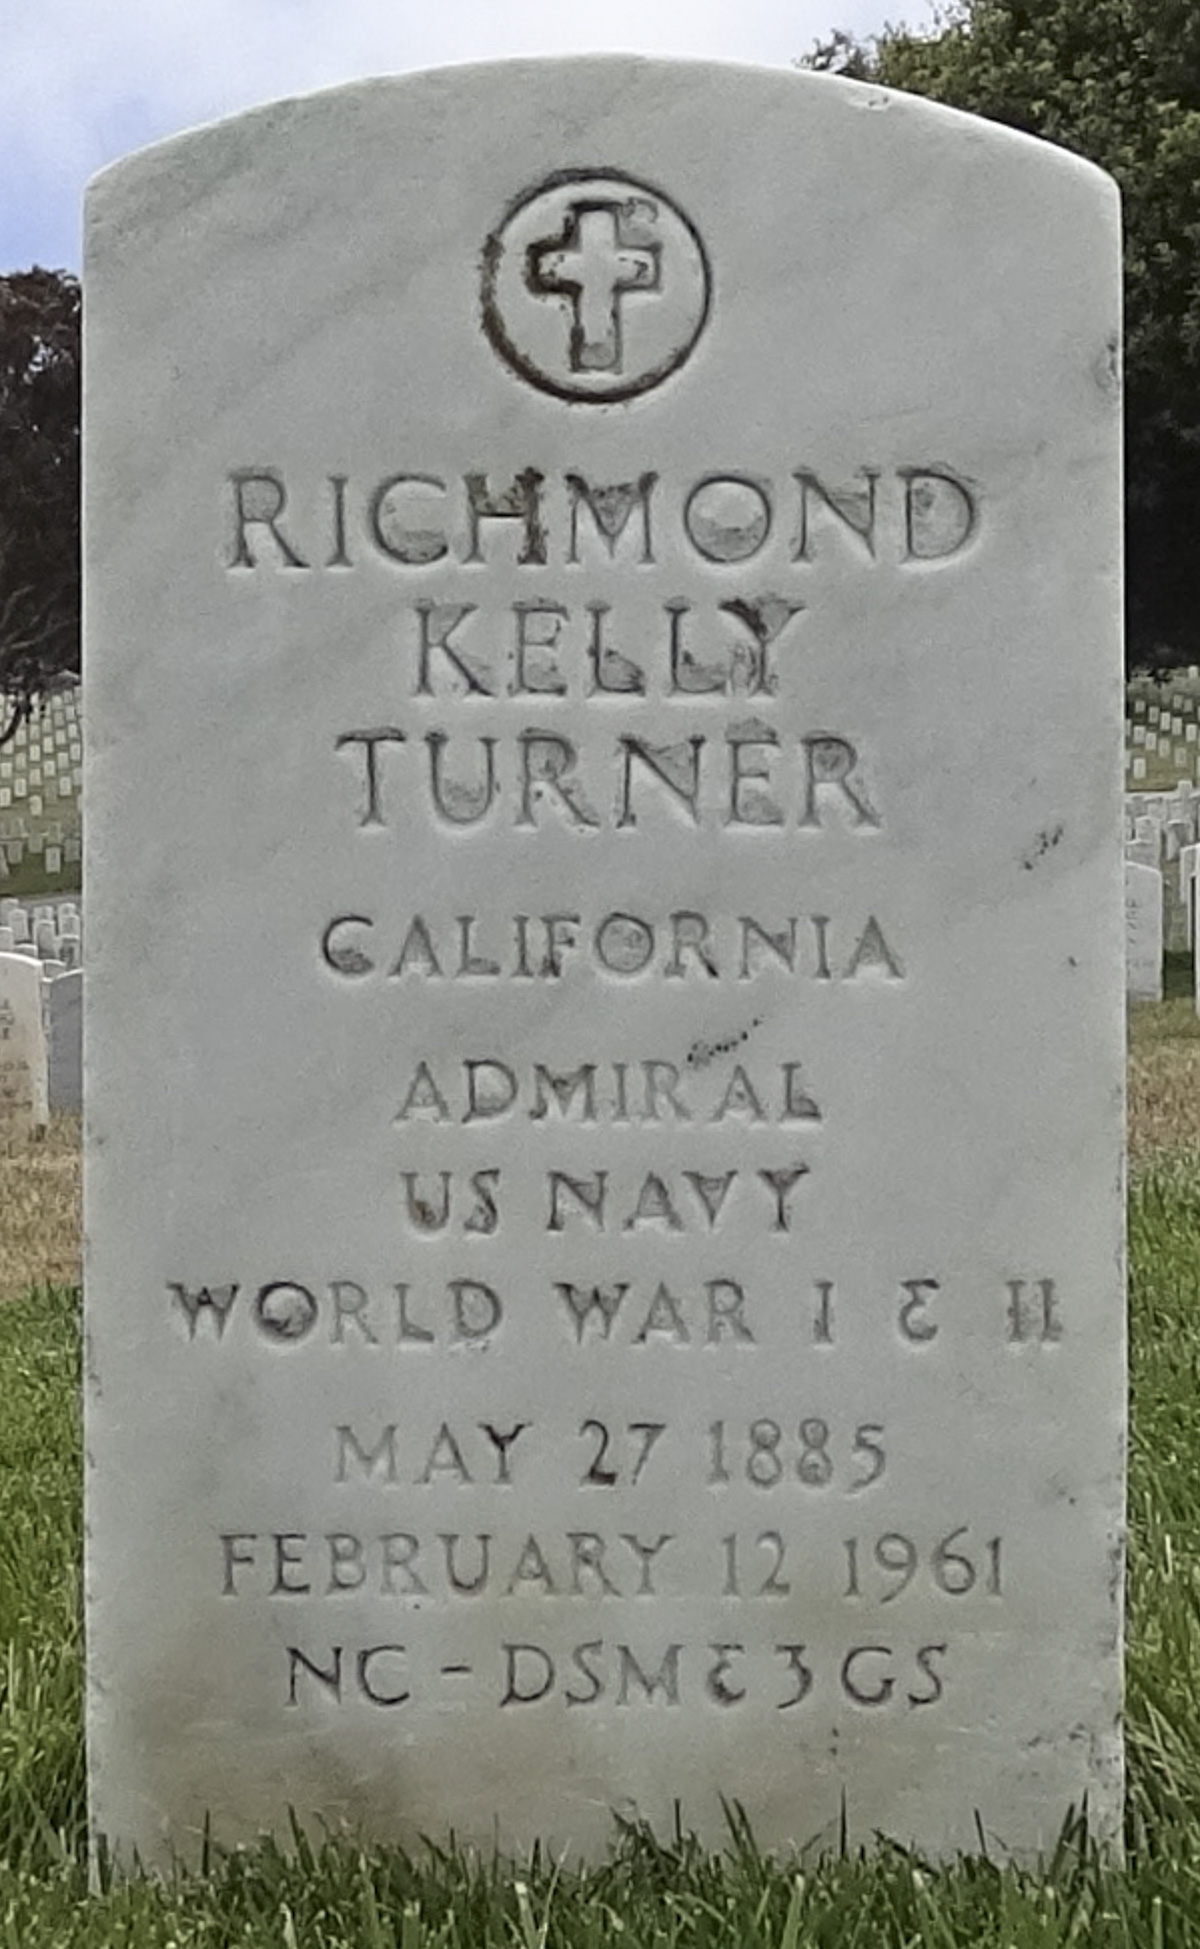 RICHMOND
KELLY
TURNER
CALIFORNIA
ADMIRAL
US NAVY
WORLD WAR I & II
MAY 27 1885
FEBRUARY 12 1961
NC - DSM & 3 GS